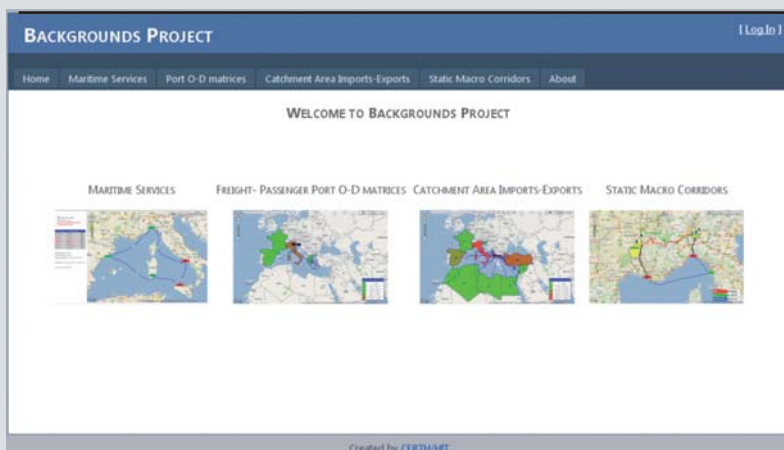 BACKGROUNDS PROJECT
[ Log In ]
Home Maritime Services Port O-D matrices Catchment Area Imports-Exports Static Macro Corridors About
WELCOME TO BACKGROUNDS PROJECT
MARITIME SERVICES FREIGHT- PASSENGER PORT O-D MATRICES CATCHMENT AREA IMPORTS-EXPORTS STATIC MACRO CORRIDORS
Created by CERTH/HIT